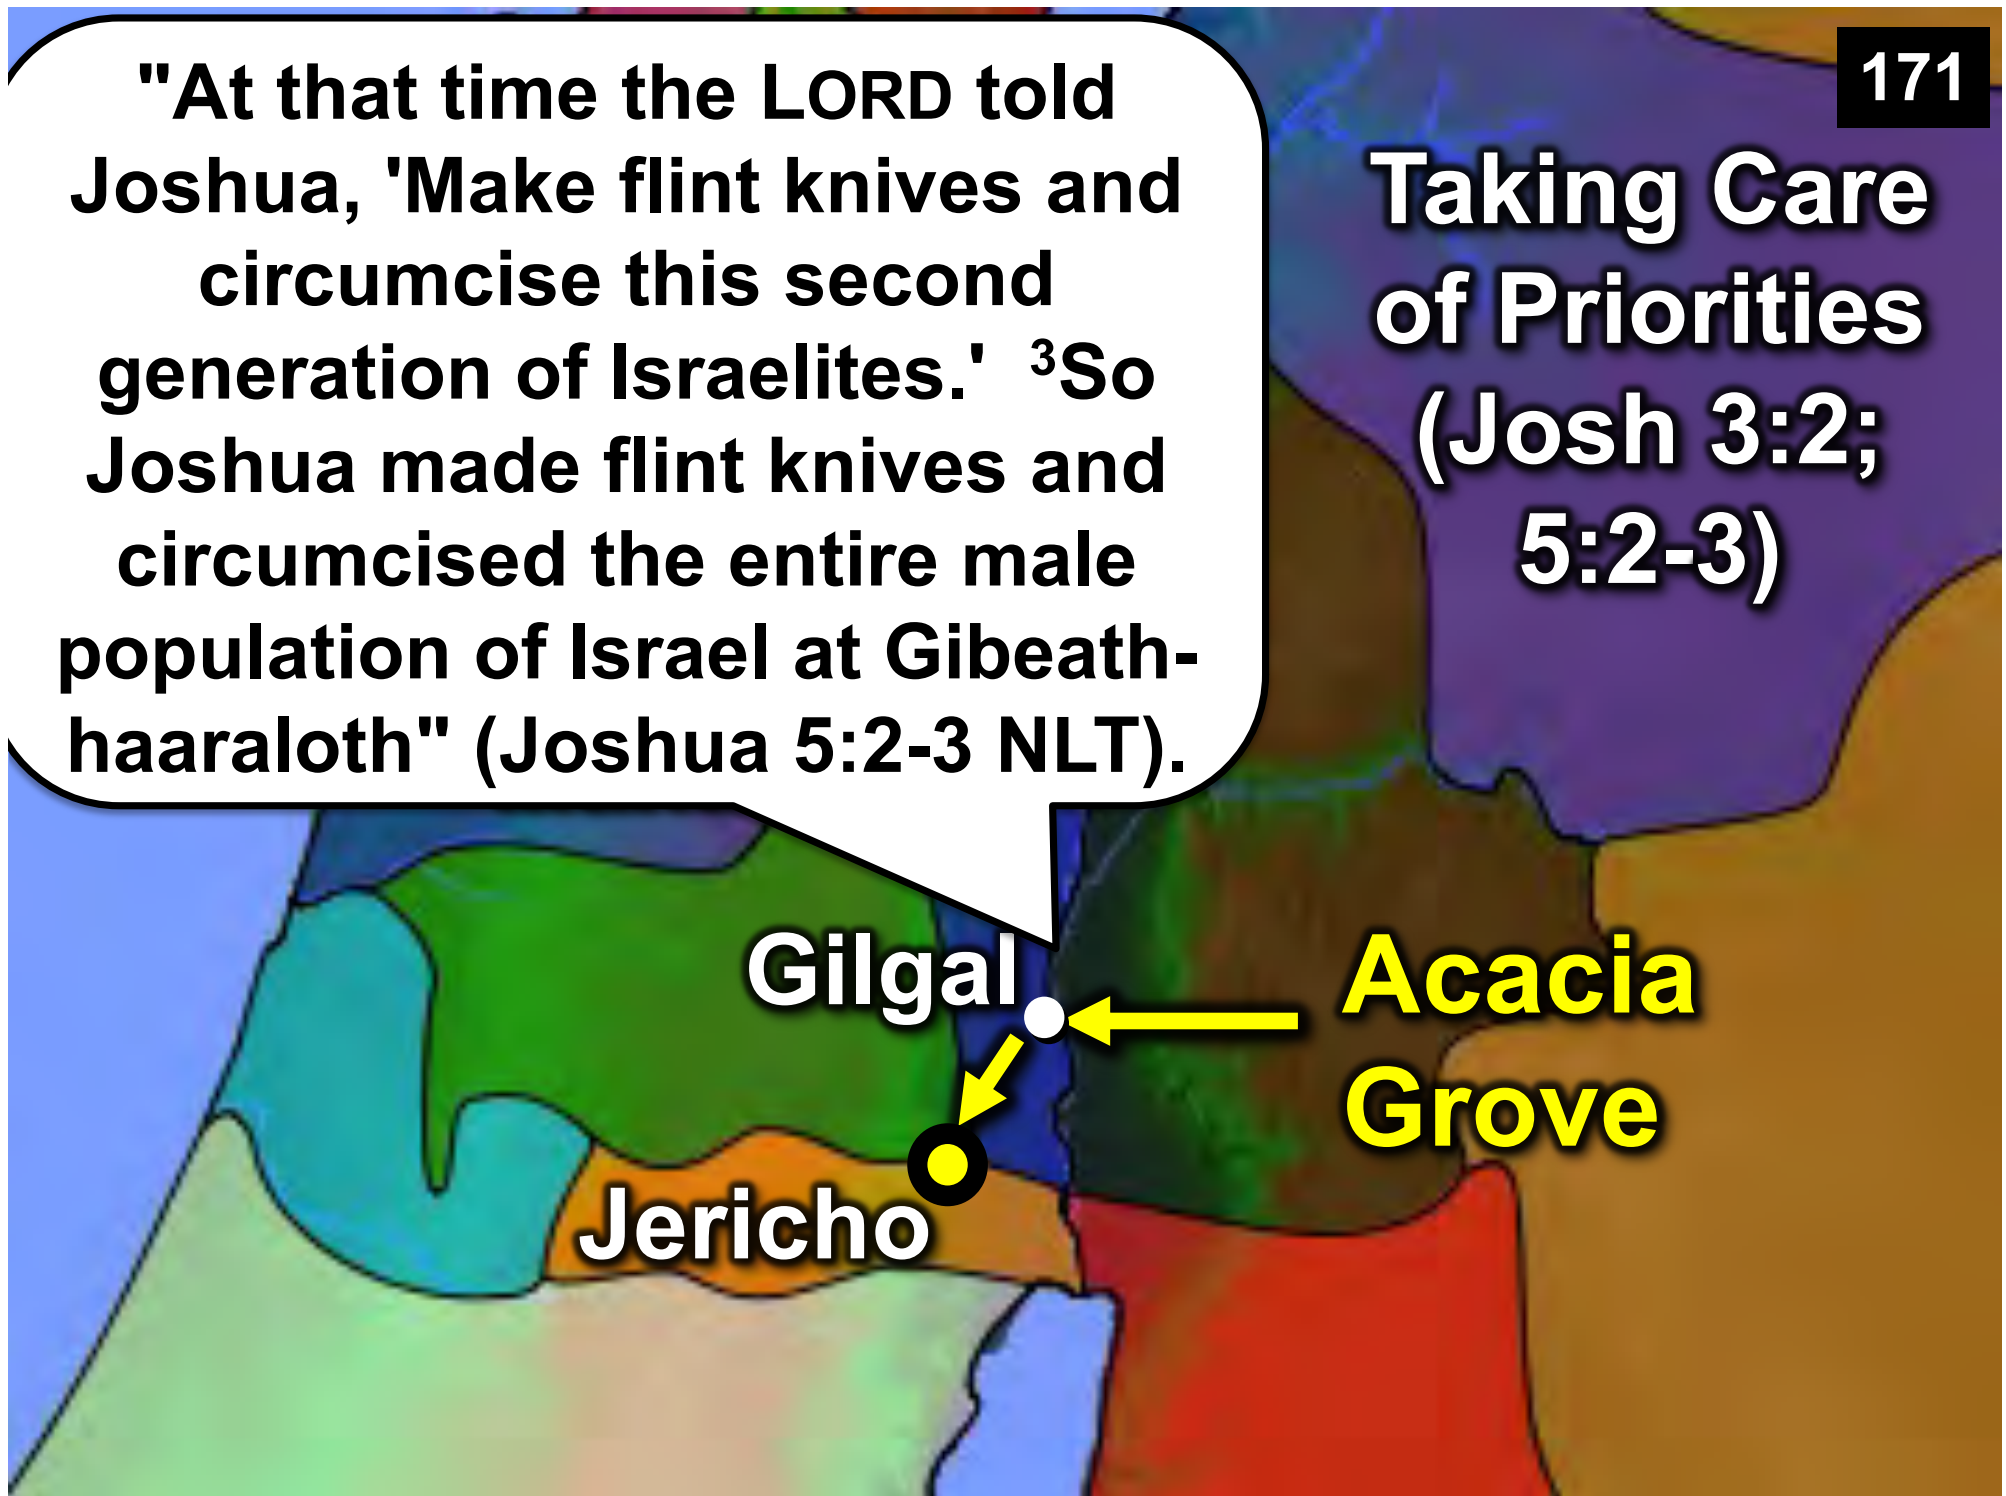 "At that time the LORD told
Joshua, 'Make flint knives and
circumcise this second
generation of Israelites.' ³So
Joshua made flint knives and
circumcised the entire male
population of Israel at Gibeath-
haaraloth" (Joshua 5:2-3 NLT).
171
Taking Care
of Priorities
(Josh 3:2;
5:2-3)
Gilgal
Acacia
Grove
Jericho